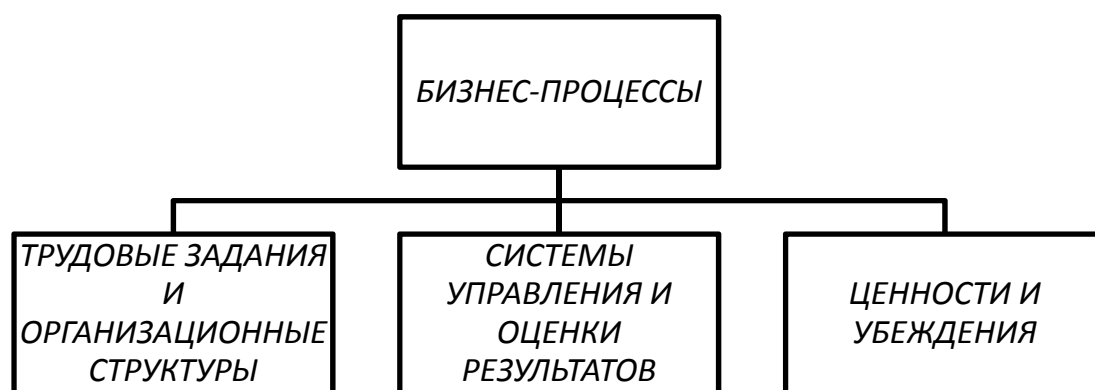 БИЗНЕС-ПРОЦЕССЫ
ТРУДОВЫЕ ЗАДАНИЯ
И
ОРГАНИЗАЦИОННЫЕ
СТРУКТУРЫ
СИСТЕМЫ
УПРАВЛЕНИЯ И
ОЦЕНКИ
РЕЗУЛЬТАТОВ
ЦЕННОСТИ И
УБЕЖДЕНИЯ